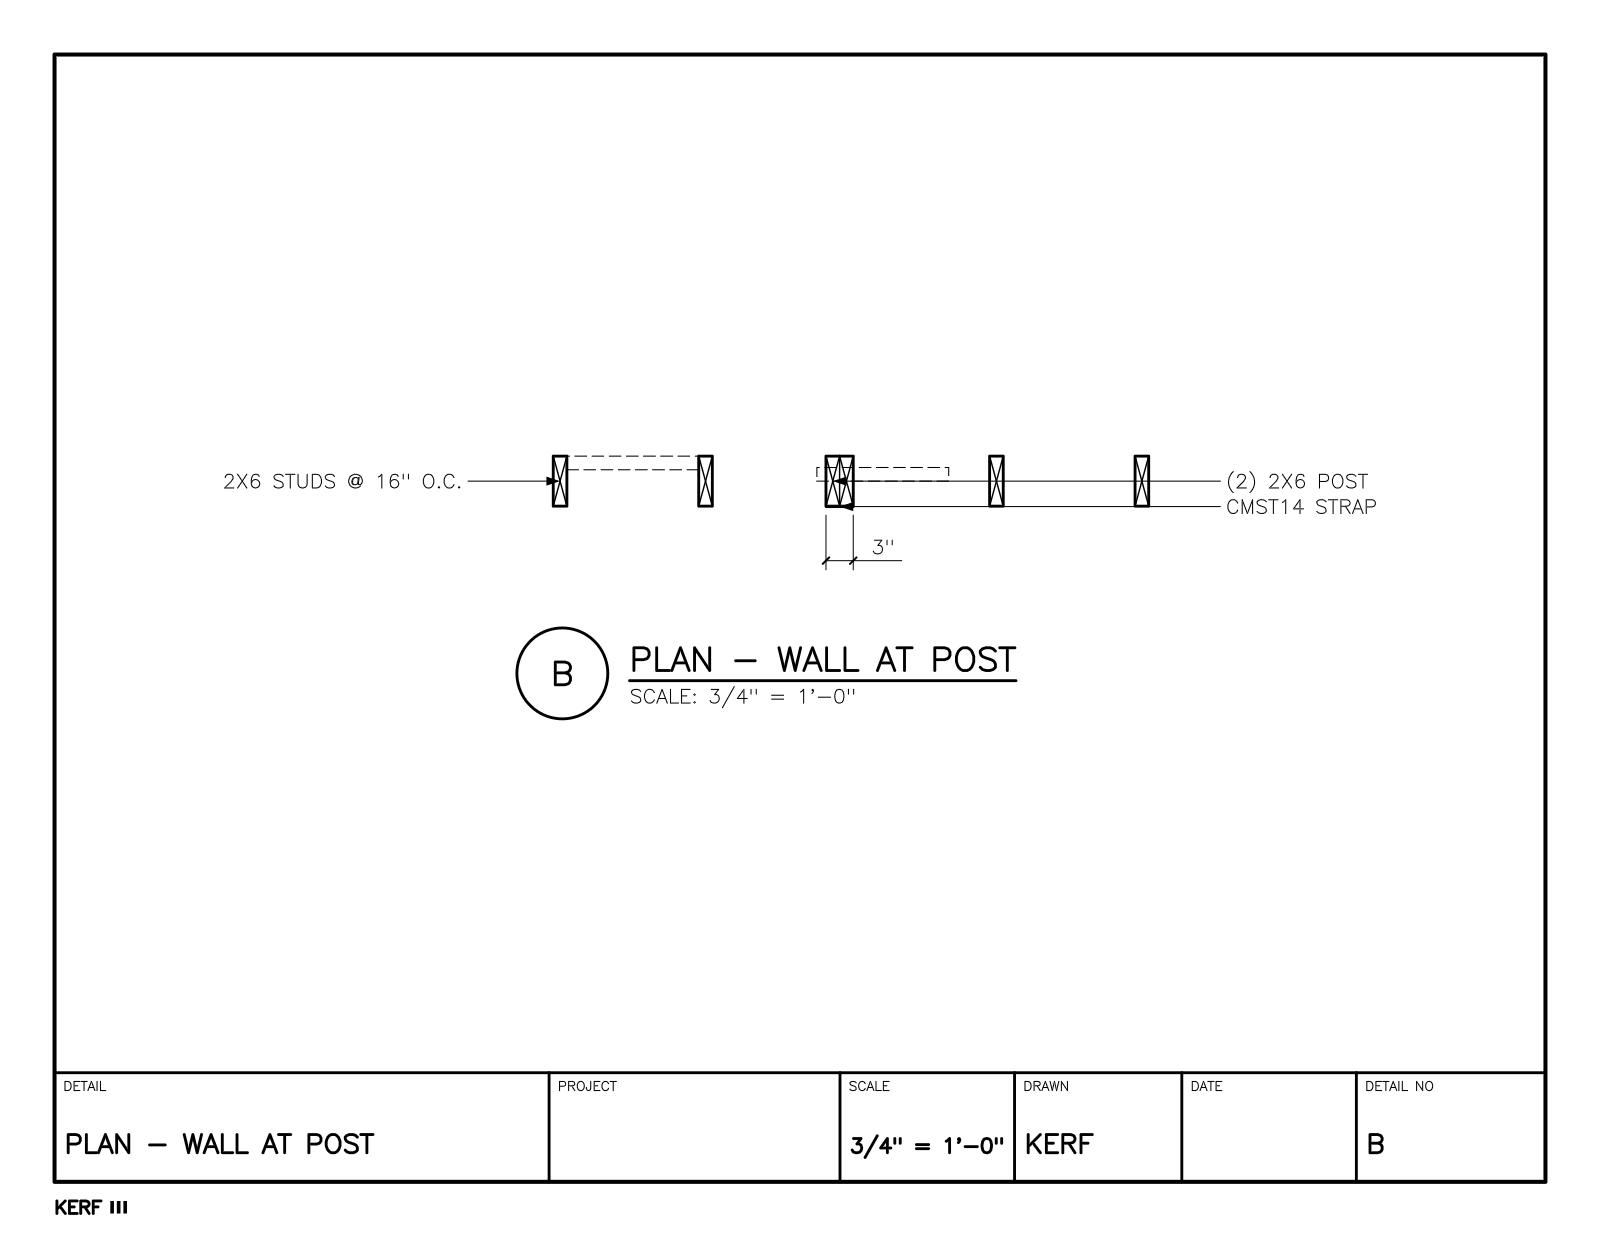 2X6 STUDS @ 16" O.C.
(2) 2X6 POST
CMST14 STRAP
3"
B
PLAN – WALL AT POST
SCALE: 3/4" = 1'–0"
DETAIL
PLAN – WALL AT POST
PROJECT
SCALE
3/4" = 1'–0"
DRAWN
KERF
DATE
DETAIL NO
B
KERF III